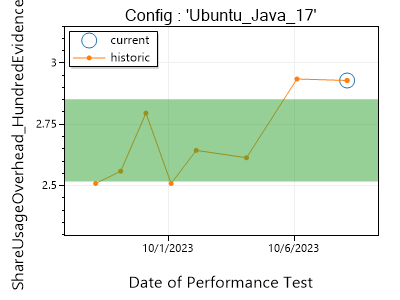 Config : 'Ubuntu_Java_17'
current
historic
ShareUsageOverhead_HundredEvidence
3
2.75
2.5
10/1/2023
10/6/2023
Date of Performance Test